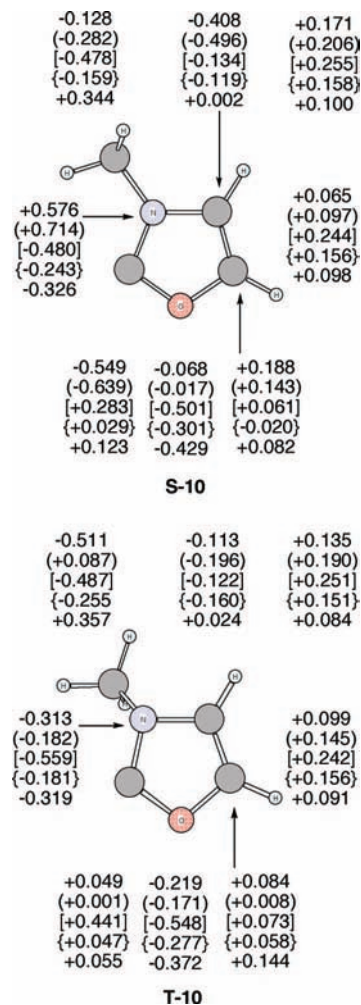 -0.128 -0.408 +0.171
(-0.282) (-0.496) (+0.206)
[-0.478] [-0.134] [+0.255]
{-0.159} {-0.119} {+0.158}
+0.344 +0.002 +0.100
H
H
H
N
+0.576 +0.065
(+0.714) (+0.097)
[-0.480] [+0.244]
{-0.243} {+0.156}
-0.326 +0.098
H
-0.549 -0.068 +0.188
(-0.639) (-0.017) (+0.143)
[+0.283] [-0.501] [+0.061]
{+0.029} {-0.301} {-0.020}
+0.123 -0.429 +0.082
S-10
-0.511 -0.113 +0.135
(+0.087) (-0.196) (+0.190)
[-0.487] [-0.122] [+0.251]
{-0.255 {-0.160} {+0.151}
+0.357 +0.024 +0.084
H
H
H
N
-0.313 +0.099
(-0.182) (+0.145)
[-0.559] [+0.242]
{-0.181} {+0.156}
-0.319 +0.091
H
+0.049 -0.219 +0.084
(+0.001) (-0.171) (+0.008)
[+0.441] [-0.548] [+0.073]
{+0.047} {-0.277} {+0.058}
+0.055 -0.372 +0.144
T-10